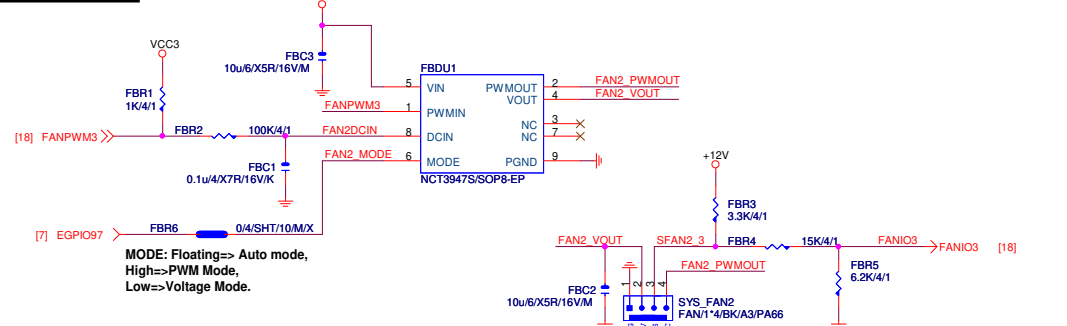 VCC3
FBC3
10u/6/X5R/16V/M
FBDU1
FBR1
1K/4/1
5 VIN
PWMOUT 2 FAN2_PWMOUT
VOUT 4 FAN2_VOUT
FANPWM3 1 PWMIN
NC 3
[18] FANPWM3 FBR2 100K/4/1 FAN2DCIN 8 DCIN
NC 7
FAN2_MODE 6 MODE
PGND 9
FBC1
0.1u/4/X7R/16V/K
NCT3947S/SOP8-EP
+12V
FBR3
3.3K/4/1
[7] EGPIO97 FBR6 0/4/SHT/10/M/X
FAN2_VOUT SFAN2_3 FBR4 15K/4/1 FANIO3 FANIO3 [18]
MODE: Floating=> Auto mode,
High=>PWM Mode,
Low=>Voltage Mode.
FAN2_PWMOUT
FBR5
6.2K/4/1
1 2 3 4
FBC2
10u/6/X5R/16V/M
SYS_FAN2
FAN/1*4/BK/A3/PA66